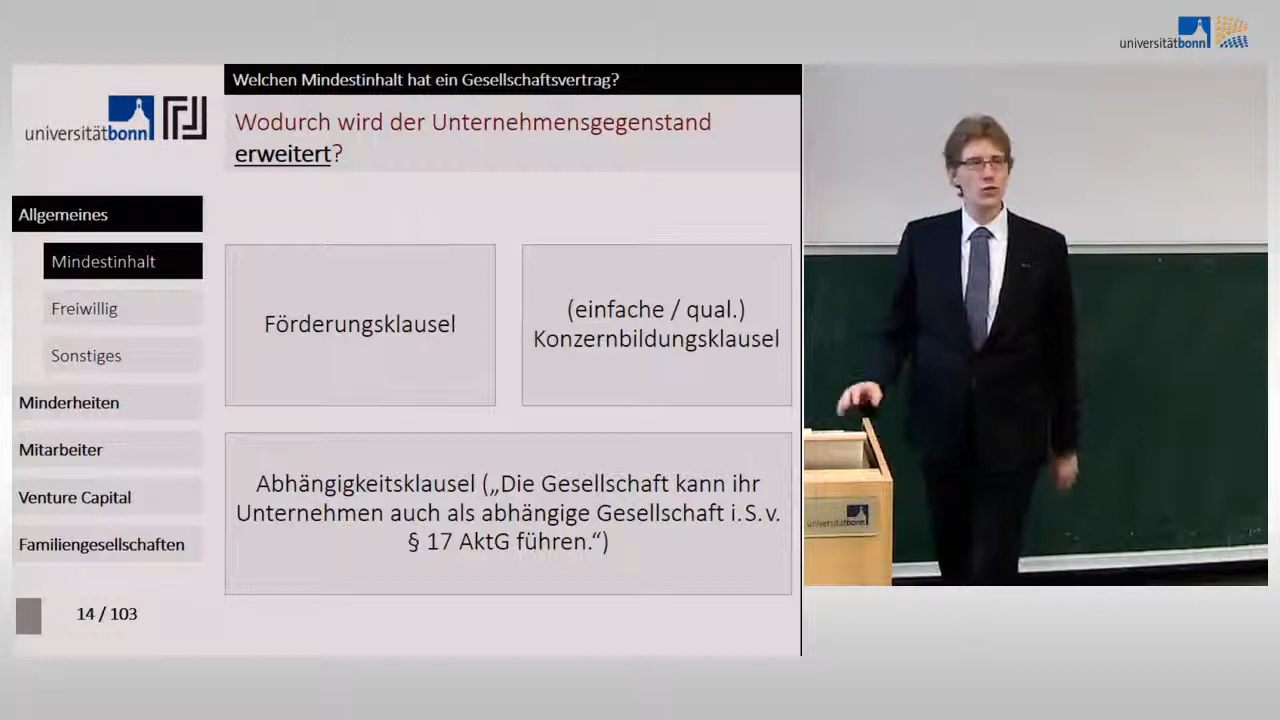 universitätbonn
Welchen Mindestinhalt hat ein Gesellschaftsvertrag?
universitätbonn
Wodurch wird der Unternehmensgegenstand
erweitert?
Allgemeines
Mindestinhalt
Freiwillig
Sonstiges
Minderheiten
Mitarbeiter
Venture Capital
Familiengesellschaften
14 / 103
Förderungsklausel
(einfache / qual.)
Konzernbildungsklausel
Abhängigkeitsklausel („Die Gesellschaft kann ihr
Unternehmen auch als abhängige Gesellschaft i. S. v.
§ 17 AktG führen.“)
universitätbonn